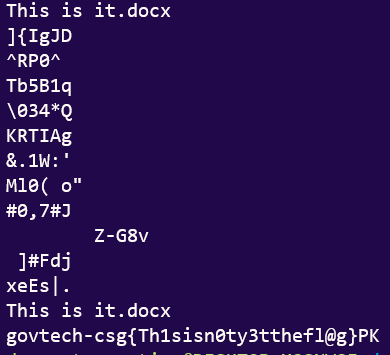 This is it.docx
]{IgJD
^RP0^
Tb5B1q
\034*Q
KRTIAg
&.1W:'
Ml0( o"
#0,7#J
Z-G8v
]#Fdj
xeEs|.
This is it.docx
govtech-csg{Th1sisn0ty3tthefl@g}PK